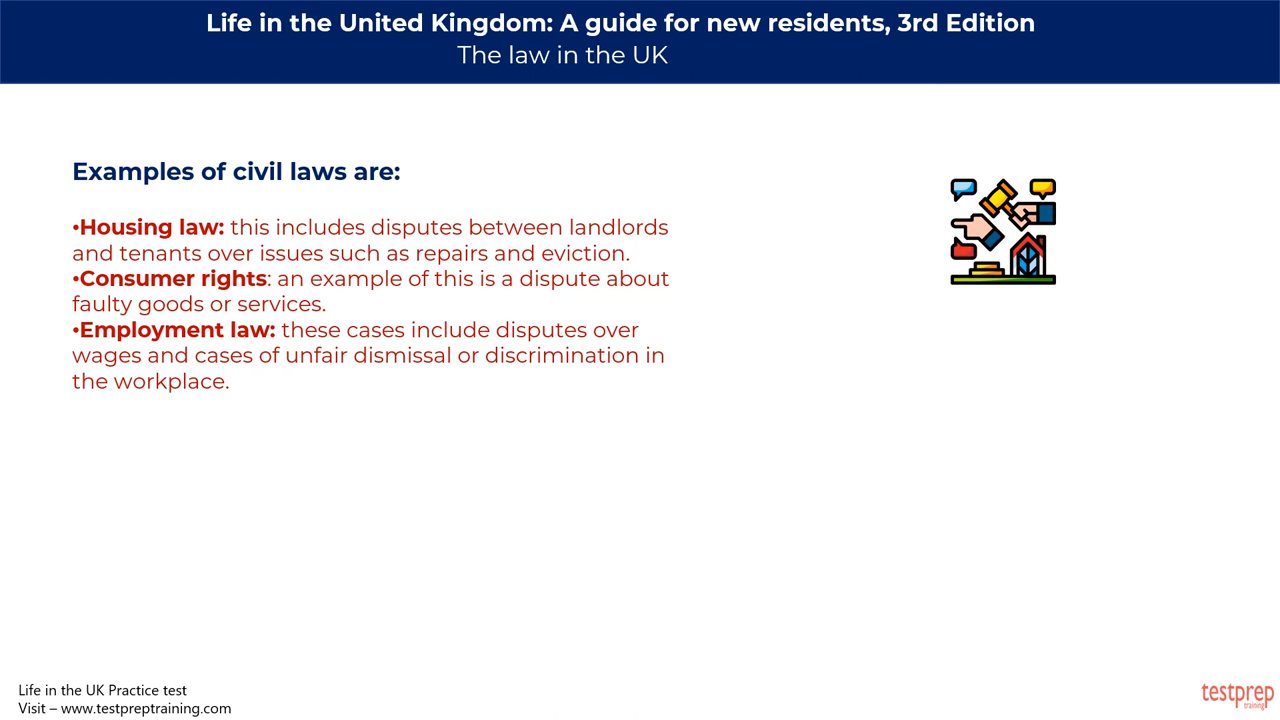 Life in the United Kingdom: A guide for new residents, 3rd Edition
The law in the UK
Examples of civil laws are:
•Housing law: this includes disputes between landlords
and tenants over issues such as repairs and eviction.
•Consumer rights: an example of this is a dispute about
faulty goods or services.
•Employment law: these cases include disputes over
wages and cases of unfair dismissal or discrimination in
the workplace.
Life in the UK Practice test
Visit – www.testpreptraining.com
testprep
training